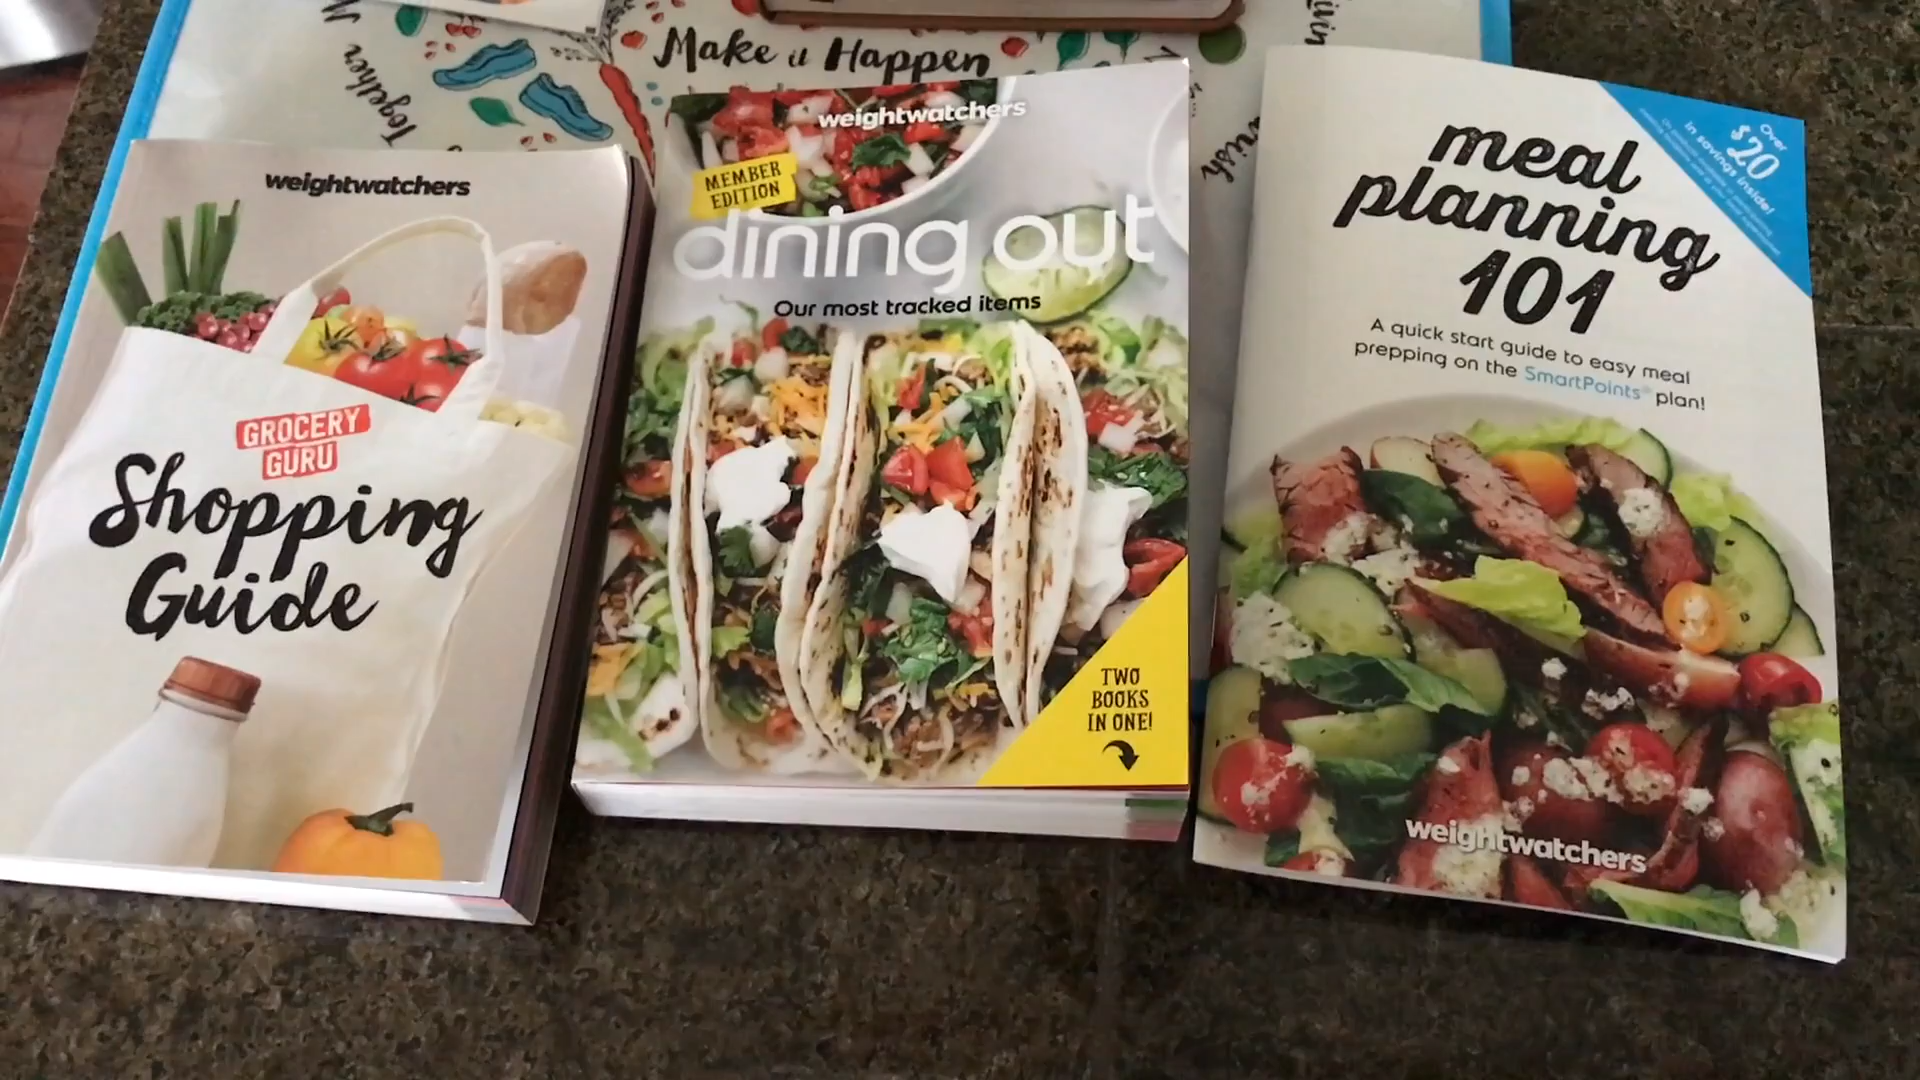 Make it Happen
Together
weightwatchers
GROCERY
GURU
Shopping
Guide
weightwatchers
MEMBER
EDITION
dining out
Our most tracked items
TWO
BOOKS
IN ONE!
meal
planning
101
A quick start guide to easy meal
prepping on the SmartPoints® plan!
Over
$20
in savings inside!
weightwatchers